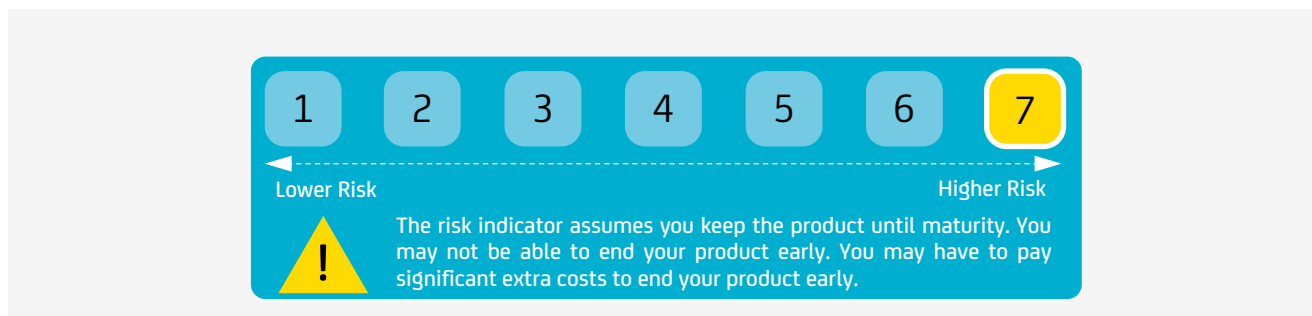 1 2 3 4 5 6 7
Lower Risk Higher Risk
The risk indicator assumes you keep the product until maturity. You
may not be able to end your product early. You may have to pay
significant extra costs to end your product early.
!